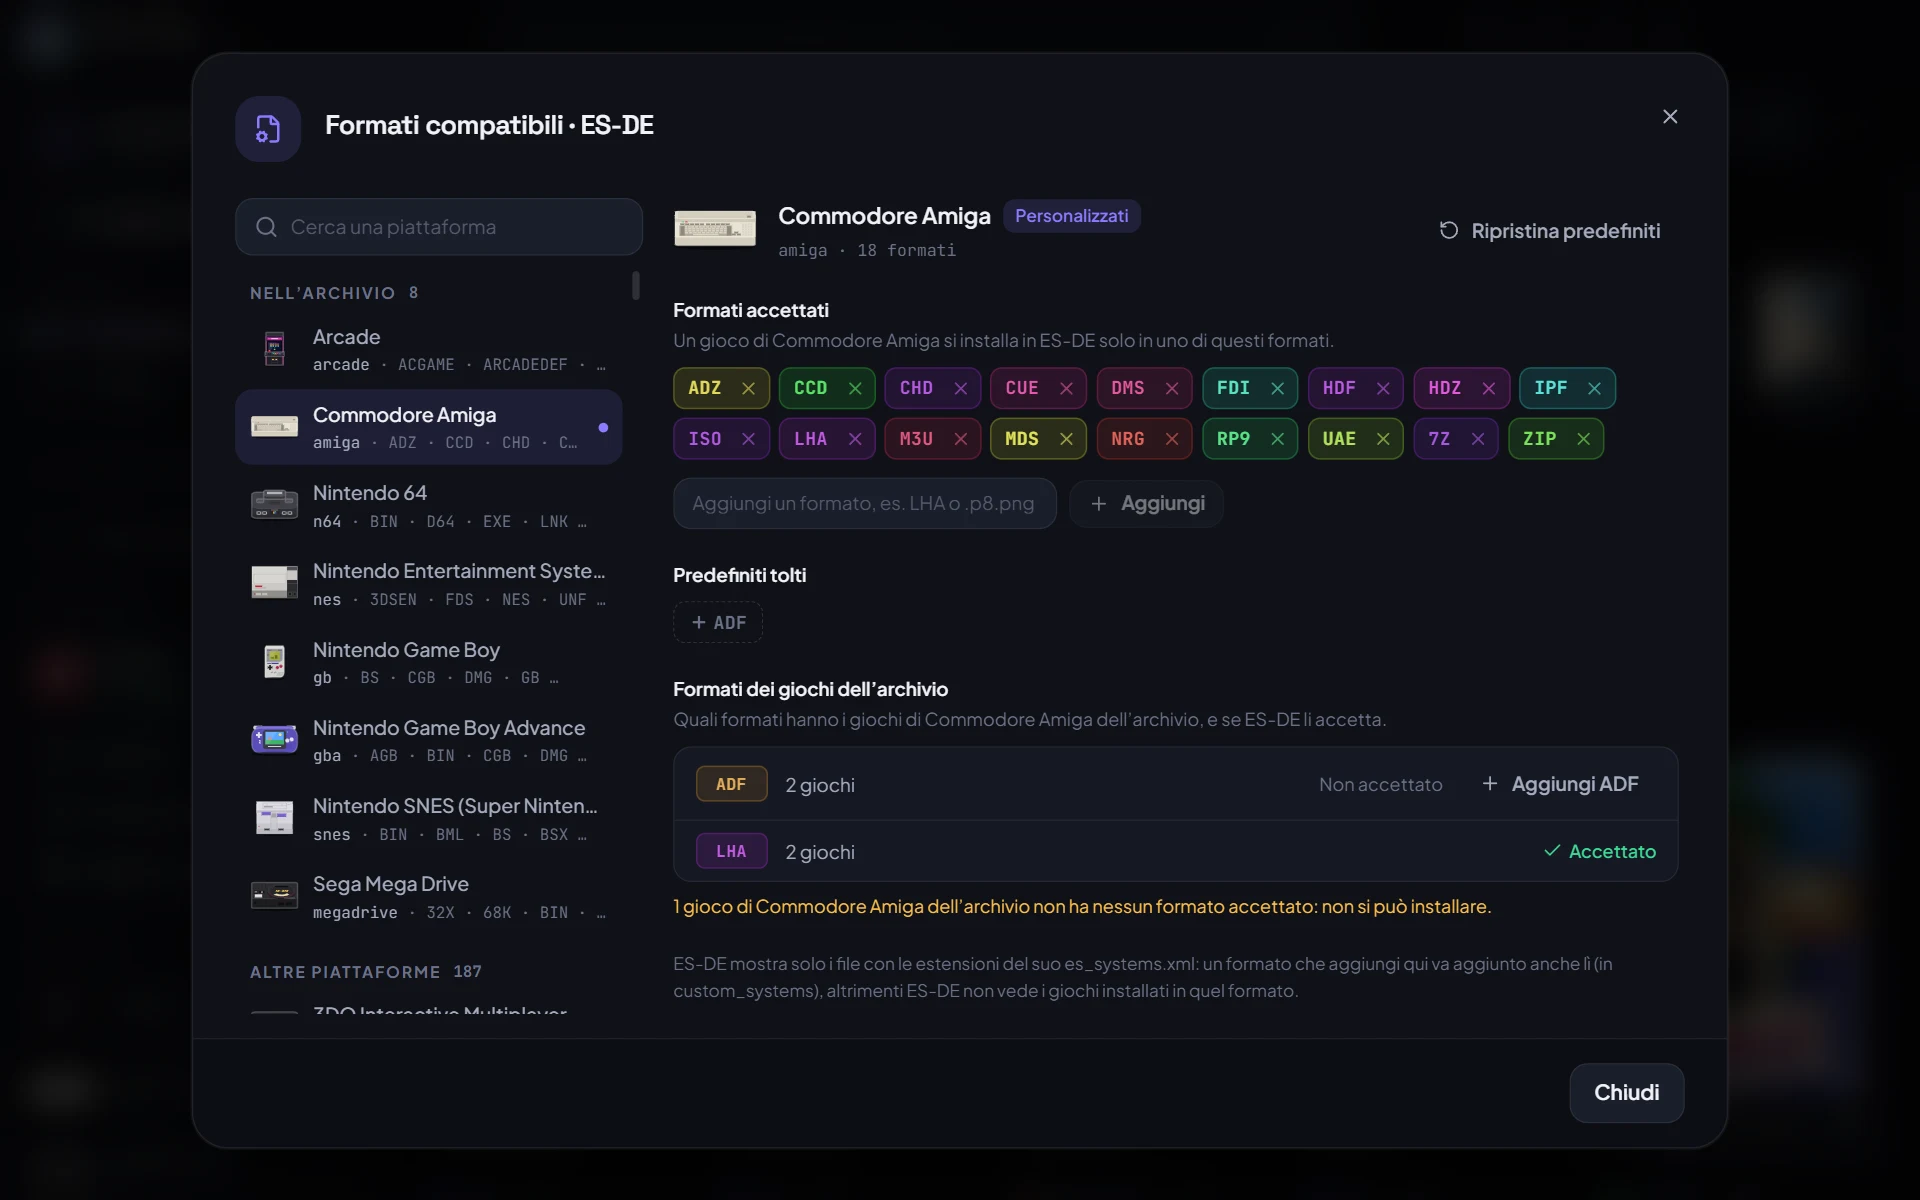 Formati compatibili · ES-DE
Cerca una piattaforma
NELL'ARCHIVIO 8
Arcade
arcade · ACGAME · ARCADEDEF · …
Commodore Amiga
amiga · ADZ · CCD · CHD · C…
Nintendo 64
n64 · BIN · D64 · EXE · LNK …
Nintendo Entertainment Syste…
nes · 3DSEN · FDS · NES · UNF …
Nintendo Game Boy
gb · BS · CGB · DMG · GB …
Nintendo Game Boy Advance
gba · AGB · BIN · CGB · DMG …
Nintendo SNES (Super Ninten…
snes · BIN · BML · BS · BSX …
Sega Mega Drive
megadrive · 32X · 68K · BIN · …
ALTRE PIATTAFORME 187
3DO Interactive Multiplayer
Commodore Amiga Personalizzati
amiga · 18 formati
Ripristina predefiniti
Formati accettati
Un gioco di Commodore Amiga si installa in ES-DE solo in uno di questi formati.
ADZ CCD CHD CUE DMS FDI HDF HDZ IPF
ISO LHA M3U MDS NRG RP9 UAE 7Z ZIP
Aggiungi un formato, es. LHA o .p8.png + Aggiungi
Predefiniti tolti
+ ADF
Formati dei giochi dell'archivio
Quali formati hanno i giochi di Commodore Amiga dell'archivio, e se ES-DE li accetta.
ADF 2 giochi Non accettato + Aggiungi ADF
LHA 2 giochi Accettato
1 gioco di Commodore Amiga dell'archivio non ha nessun formato accettato: non si può installare.
ES-DE mostra solo i file con le estensioni del suo es_systems.xml: un formato che aggiungi qui va aggiunto anche lì (in
custom_systems), altrimenti ES-DE non vede i giochi installati in quel formato.
Chiudi